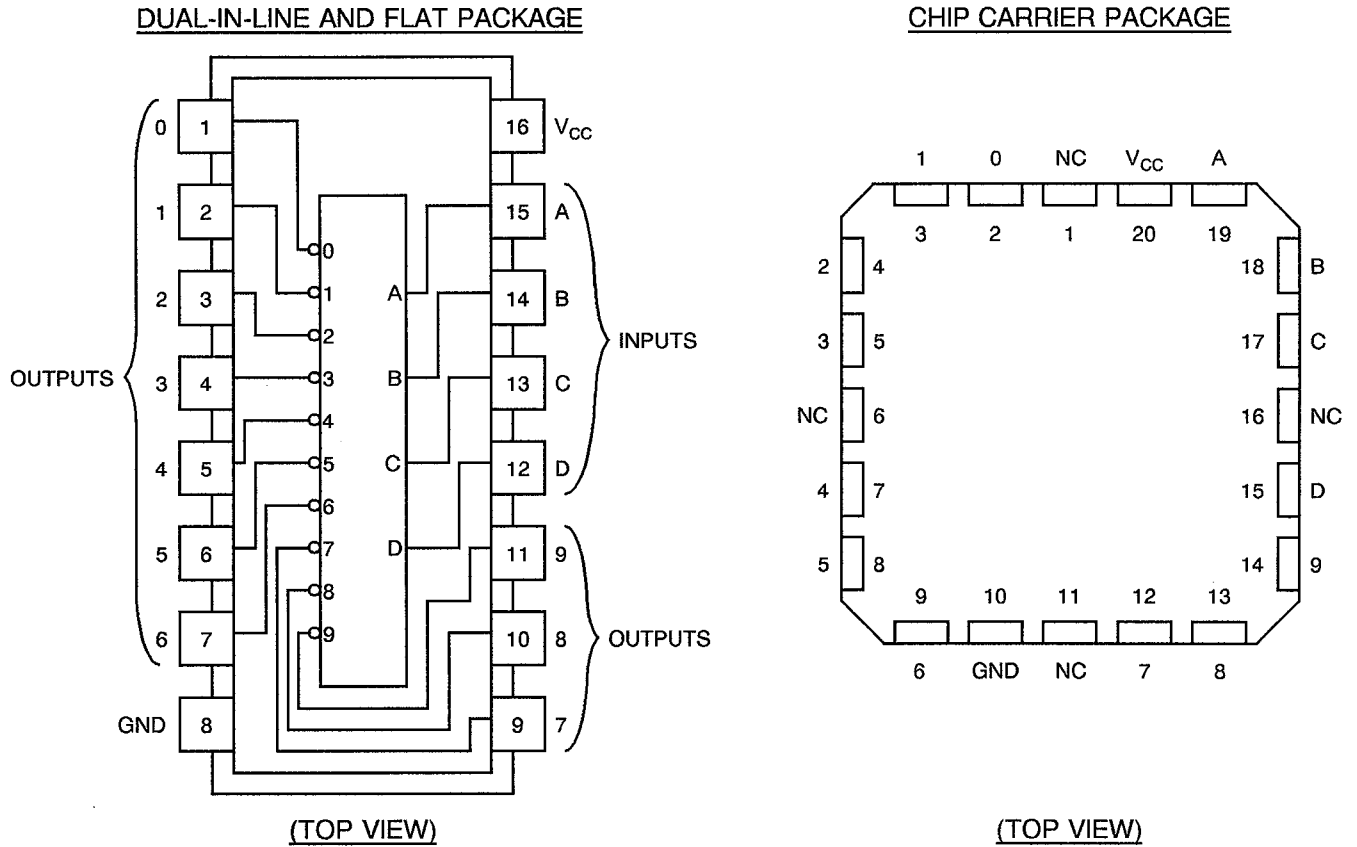 DUAL-IN-LINE AND FLAT PACKAGE
0 1
1 2
2 3
3 4
4 5
5 6
6 7
GND 8
OUTPUTS
16 VCC
15 A
14 B
13 C
12 D
11 9
10 8
9 7
INPUTS
OUTPUTS
0
1
2
3
4
5
6
7
8
9
A
B
C
D
(TOP VIEW)
CHIP CARRIER PACKAGE
1 0 NC VCC A
3 2 1 20 19
2 4
3 5
NC 6
4 7
5 8
18 B
17 C
16 NC
15 D
14 9
9 10 11 12 13
6 GND NC 7 8
(TOP VIEW)